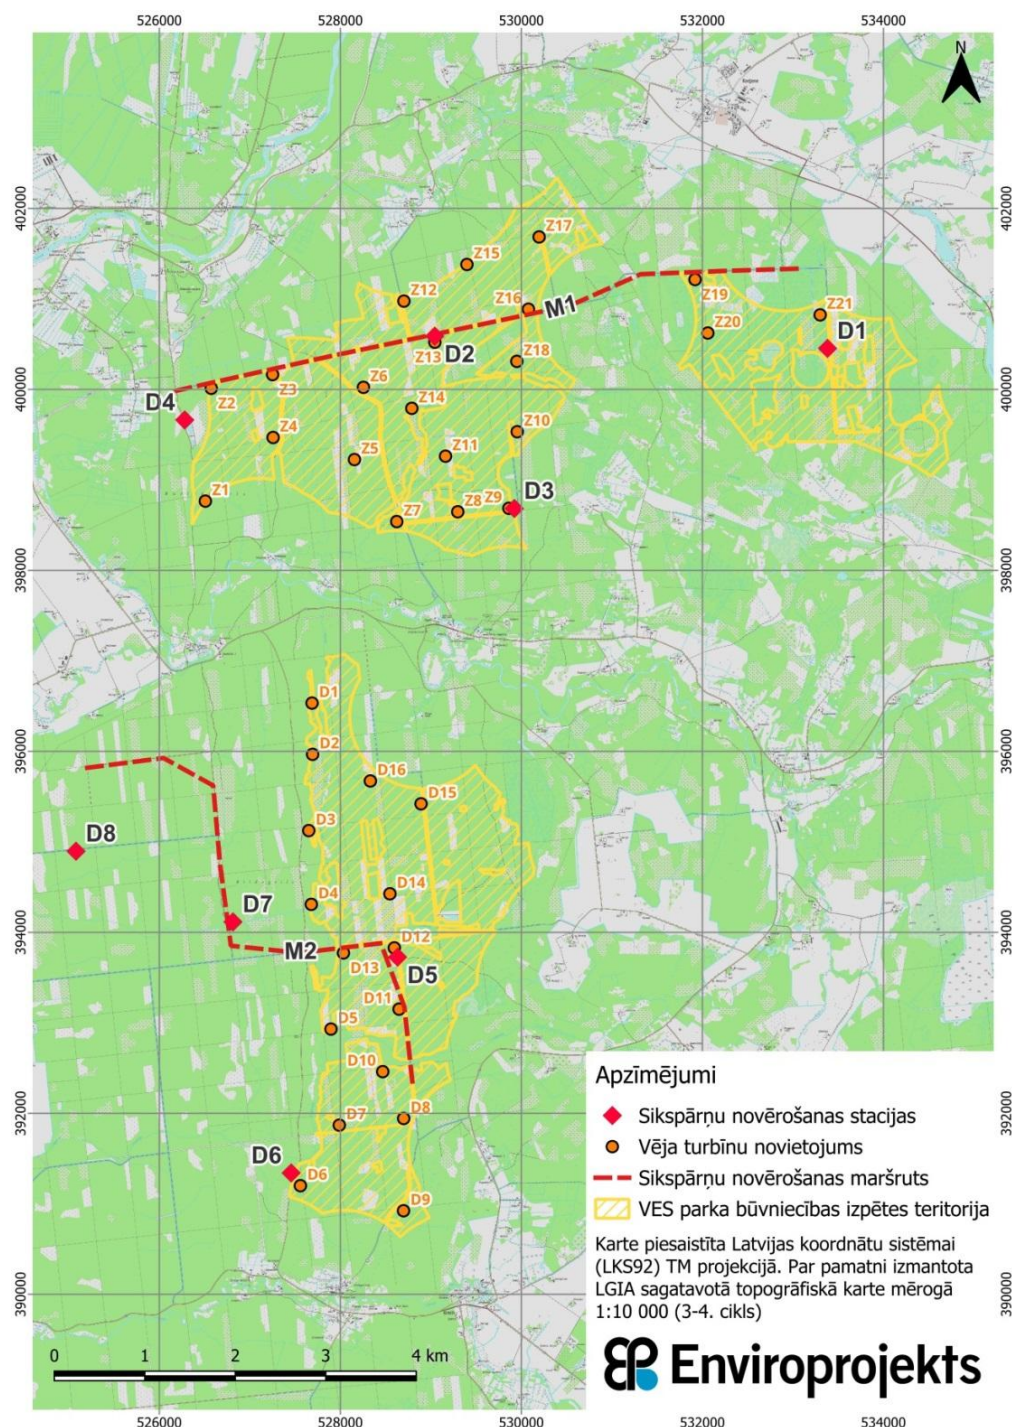 526000
528000
530000
532000
534000
N
402000
402000
Z17
Z15
Z12
Z16
M1
Z19
Z21
Z20
D1
D2
Z13
Z18
400000
400000
Z3
Z6
D4
Z2
Z14
Z4
Z10
Z5
Z11
Z1
Z9
D3
Z8
Z7
398000
398000
D1
D2
396000
396000
D16
D15
D3
D8
D14
D4
D7
394000
394000
D12
M2
D13
D5
D11
D5
D10
D7
D8
392000
392000
D6
D6
D9
390000
390000
Apzīmējumi
Sikspārņu novērošanas stacijas
Vēja turbīnu novietojums
Sikspārņu novērošanas maršruts
VES parka būvniecības izpētes teritorija
Karte piesaistīta Latvijas koordnātu sistēmai
(LKS92) TM projekcijā. Par pamatni izmantota
LGIA sagatavotā topogrāfiskā karte mērogā
1:10 000 (3-4. cikls)
Enviroprojekts
0 1 2 3 4 km
526000
528000
530000
532000
534000